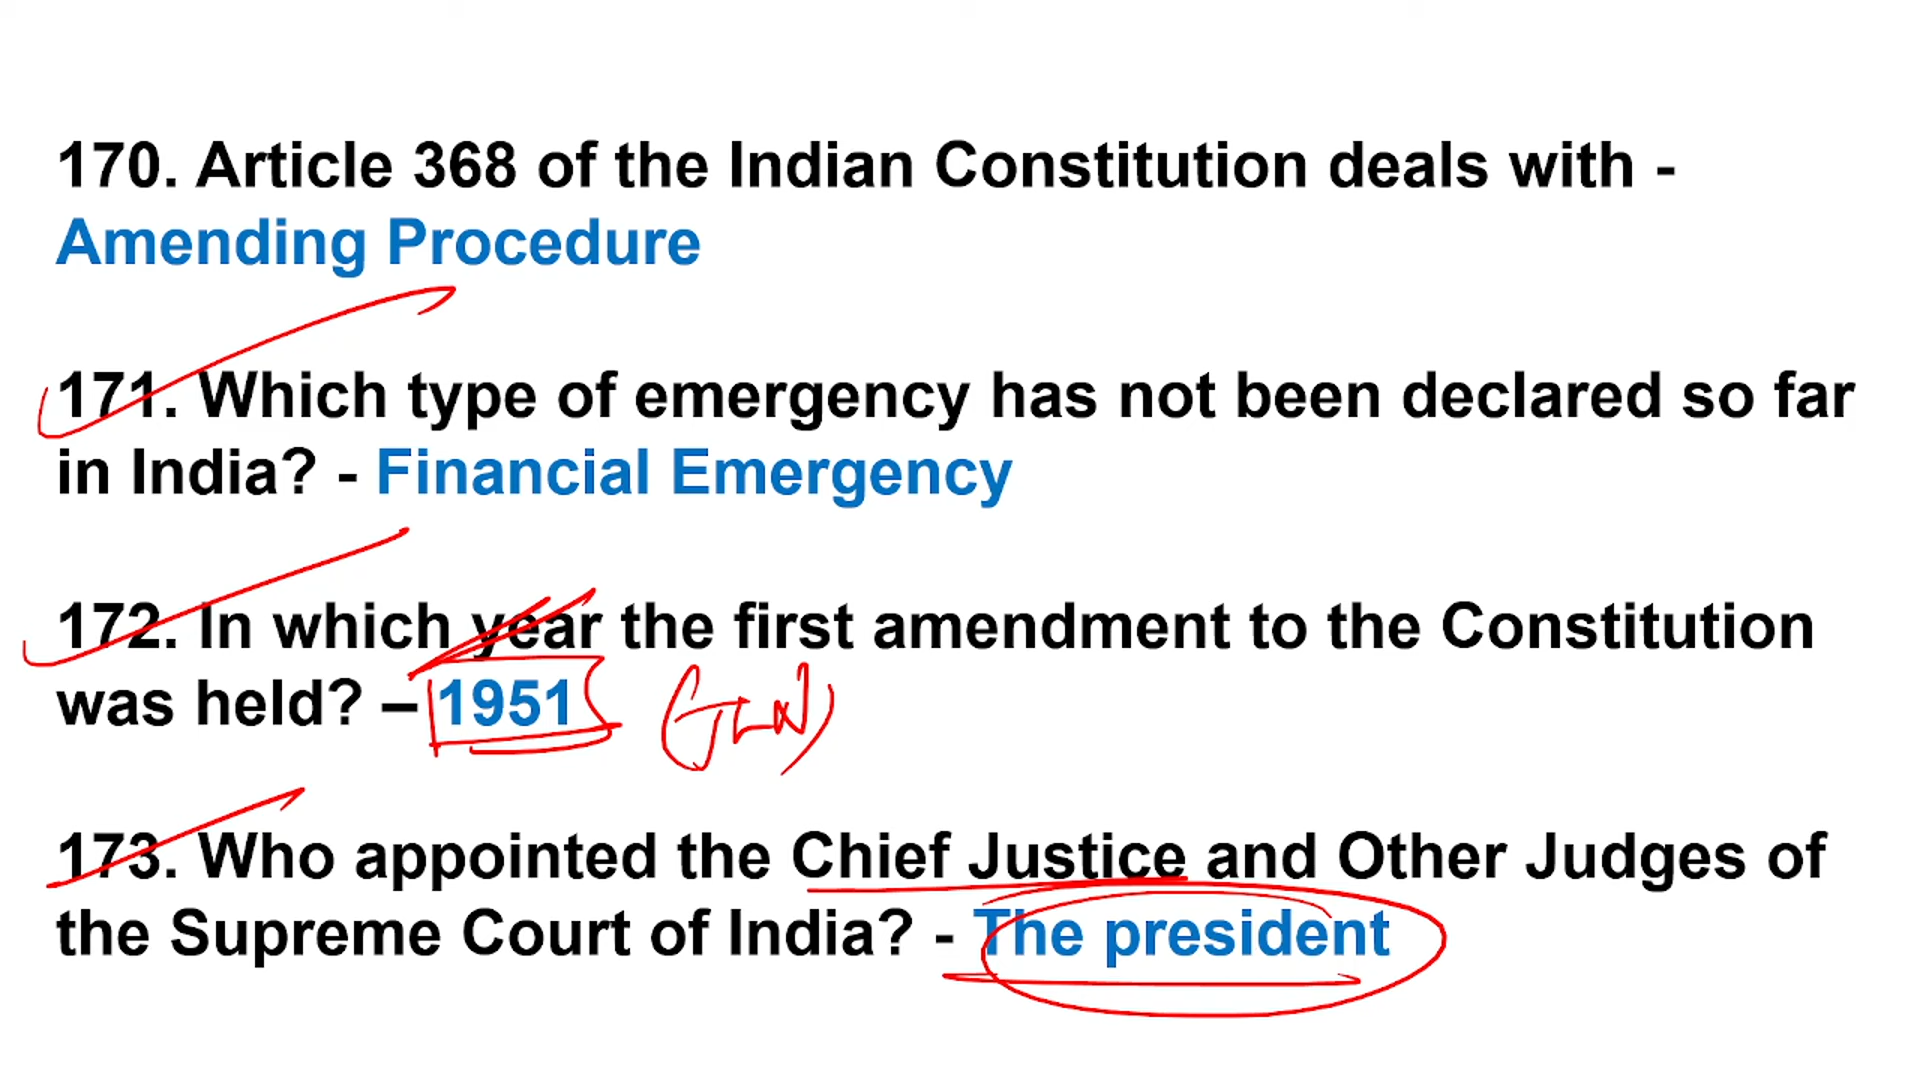 170. Article 368 of the Indian Constitution deals with -
Amending Procedure
171. Which type of emergency has not been declared so far
in India? - Financial Emergency
172. In which year the first amendment to the Constitution
was held? – 1951
173. Who appointed the Chief Justice and Other Judges of
the Supreme Court of India? - The president